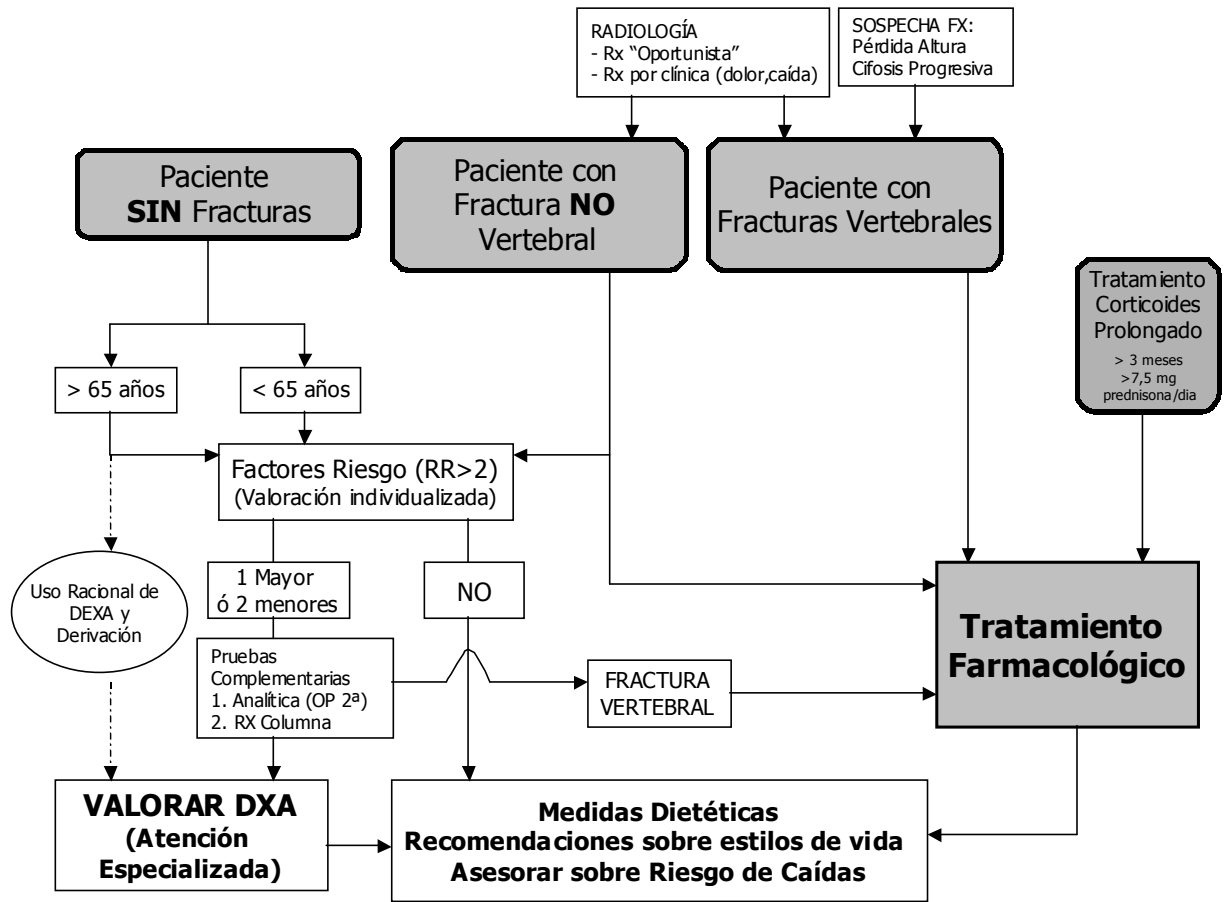 RADIOLOGÍA
- Rx “Oportunista”
- Rx por clínica (dolor,caída)
SOSPECHA FX:
Pérdida Altura
Cifosis Progresiva
Paciente
SIN Fracturas
Paciente con
Fractura NO
Vertebral
Paciente con
Fracturas Vertebrales
Tratamiento
Corticoides
Prolongado
> 3 meses
>7,5 mg
prednisona/dia
> 65 años
< 65 años
Factores Riesgo (RR>2)
(Valoración individualizada)
Uso Racional de
DEXA y
Derivación
1 Mayor
ó 2 menores
NO
Pruebas
Complementarias
1. Analítica (OP 2ª)
2. RX Columna
FRACTURA
VERTEBRAL
Tratamiento
Farmacológico
VALORAR DXA
(Atención
Especializada)
Medidas Dietéticas
Recomendaciones sobre estilos de vida
Asesorar sobre Riesgo de Caídas